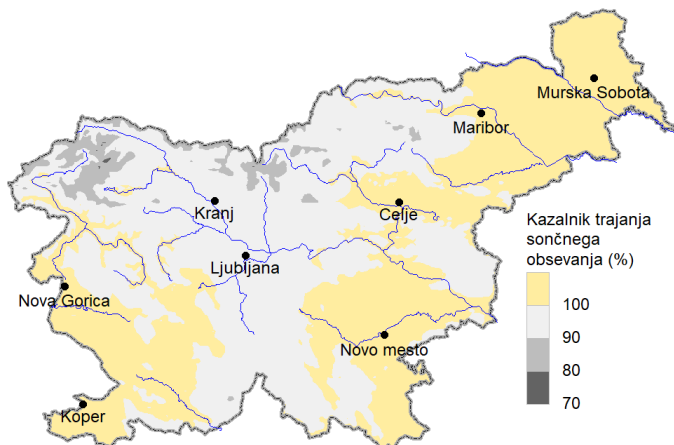 Murska Sobota
Maribor
Kranj
Celje
Ljubljana
Nova Gorica
Novo mesto
Koper
Kazalnik trajanja
sončnega
obsevanja (%)
100
90
80
70